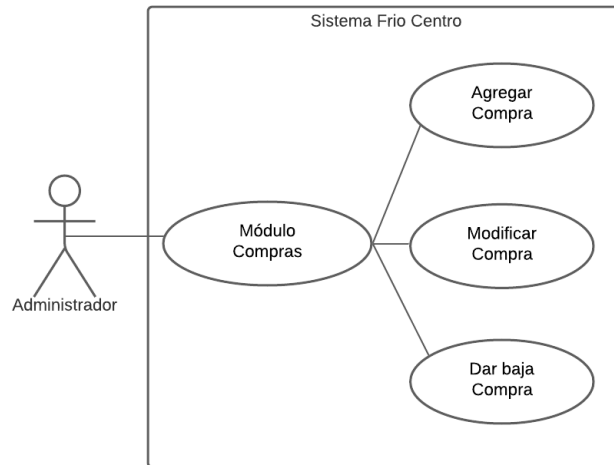 Sistema Frio Centro
Agregar
Compra
Módulo
Compras
Modificar
Compra
Administrador
Dar baja
Compra